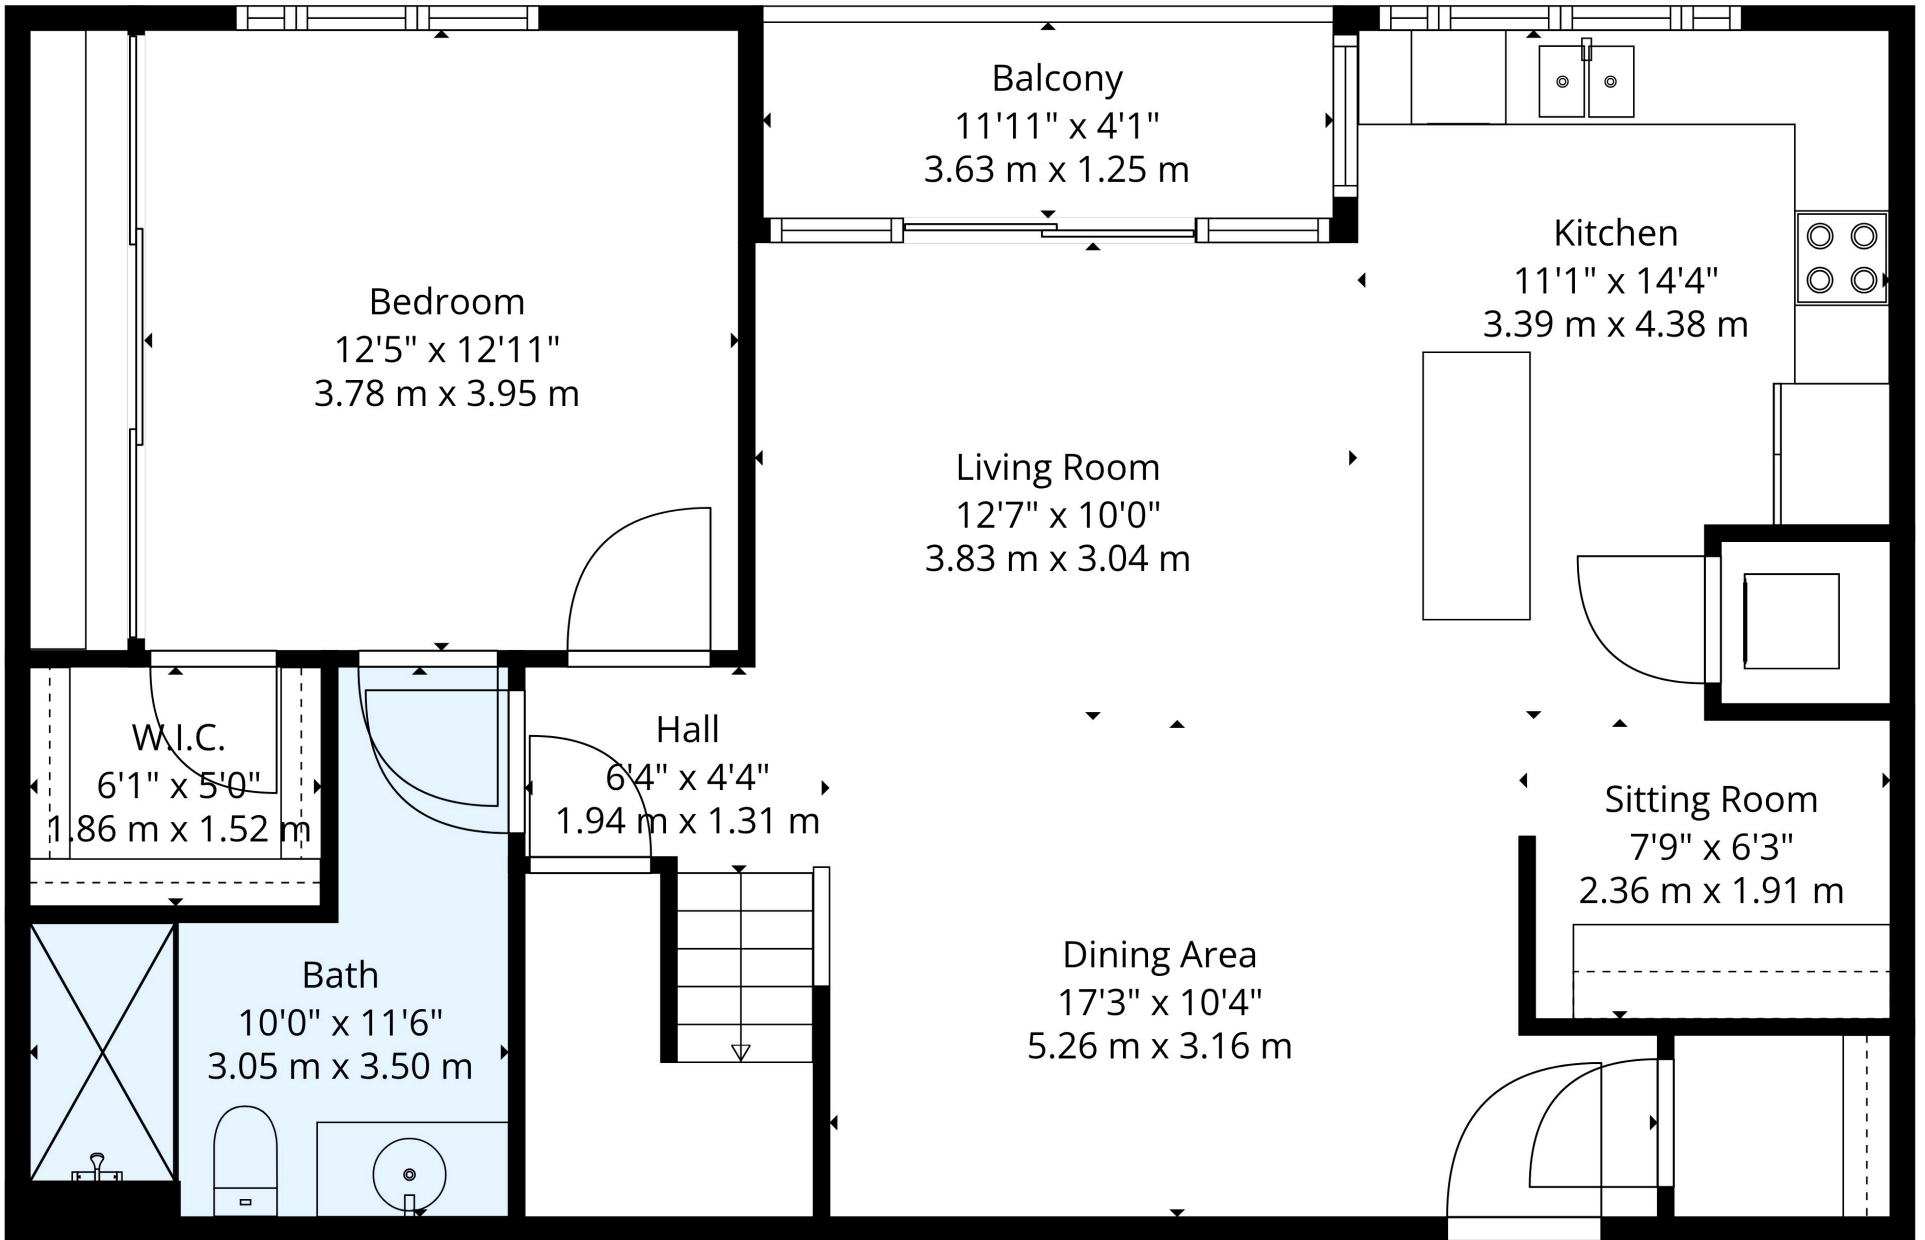 Balcony
11'11" x 4'1"
3.63 m x 1.25 m
Kitchen
11'1" x 14'4"
3.39 m x 4.38 m
Bedroom
12'5" x 12'11"
3.78 m x 3.95 m
Living Room
12'7" x 10'0"
3.83 m x 3.04 m
W.I.C.
6'1" x 5'0"
1.86 m x 1.52 m
Hall
6'4" x 4'4"
1.94 m x 1.31 m
Sitting Room
7'9" x 6'3"
2.36 m x 1.91 m
Bath
10'0" x 11'6"
3.05 m x 3.50 m
Dining Area
17'3" x 10'4"
5.26 m x 3.16 m